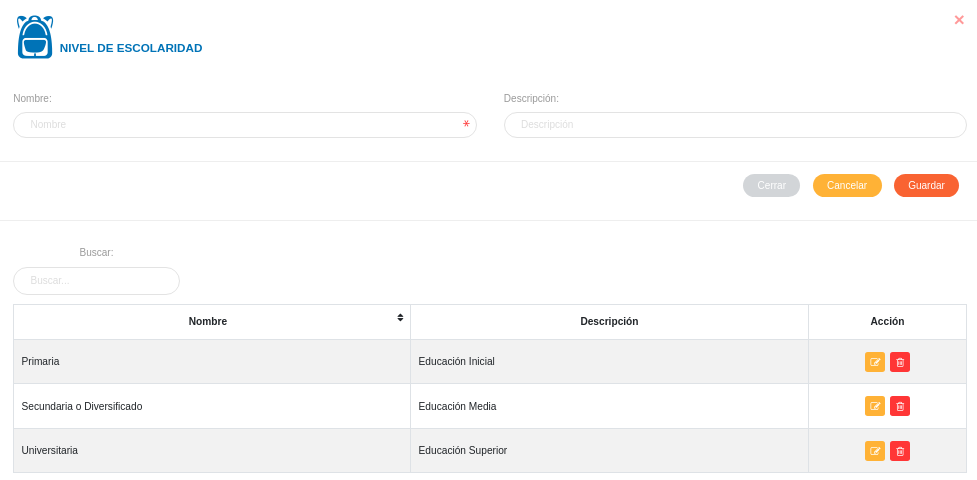 NIVEL DE ESCOLARIDAD
Nombre: Descripción:
Nombre * Descripción
Cerrar Cancelar Guardar
Buscar:
Buscar...
Nombre Descripción Acción
Primaria Educación Inicial
Secundaria o Diversificado Educación Media
Universitaria Educación Superior